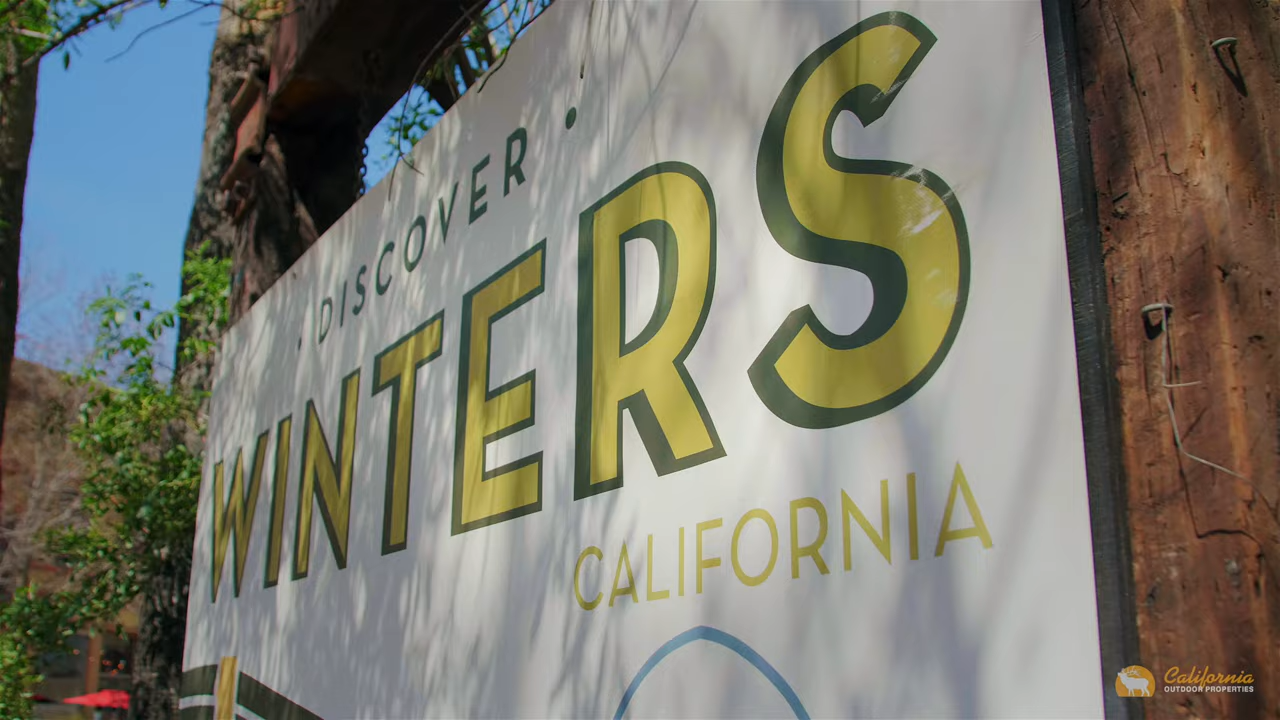 • DISCOVER •
WINTERS
CALIFORNIA
California
OUTDOOR PROPERTIES